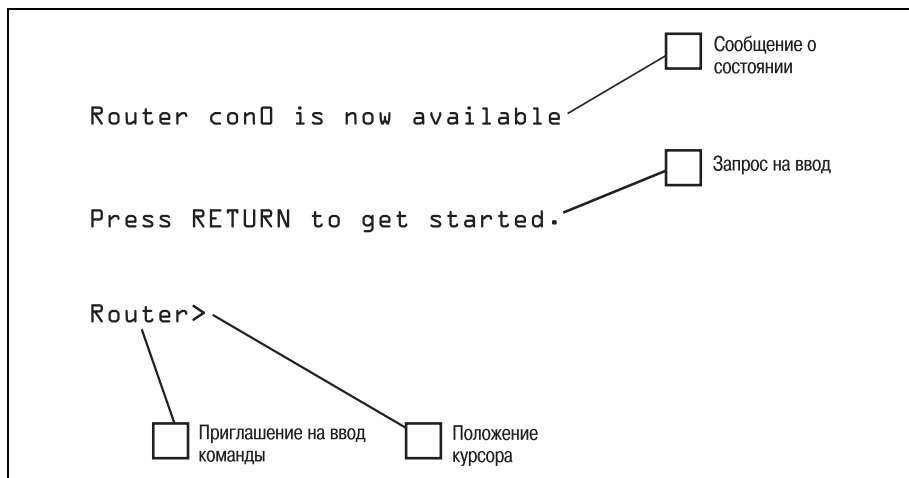 Сообщение о
состоянии
Router con0 is now available
Запрос на ввод
Press RETURN to get started.
Router>
Приглашение на ввод
команды
Положение
курсора